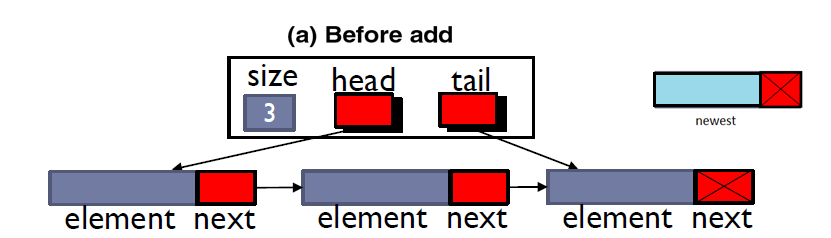 (a) Before add
size head tail
3
newest
element next element next element next